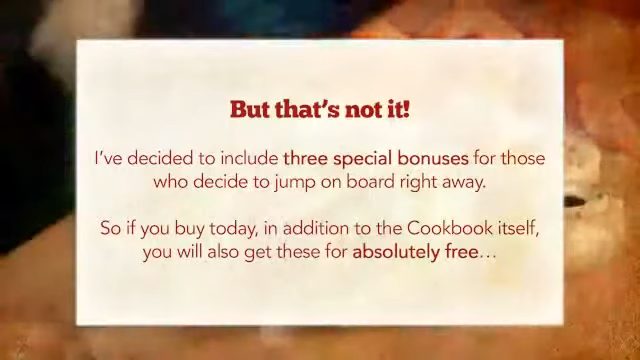 But that's not it!
I've decided to include three special bonuses for those
who decide to jump on board right away.
So if you buy today, in addition to the Cookbook itself,
you will also get these for absolutely free...